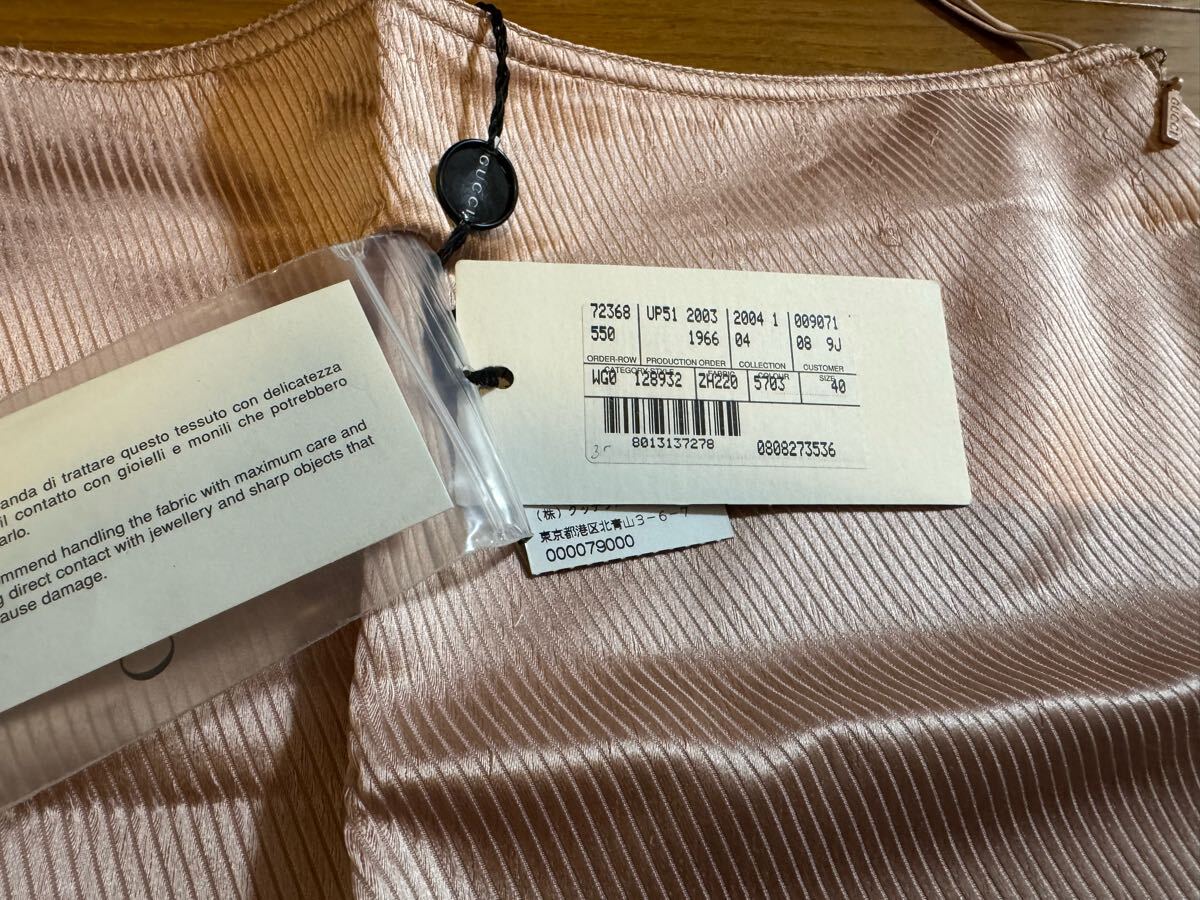 GUCCI
72368 UP51 2003 2004 1 009071
550 1966 04 08 9J
ORDER-ROW PRODUCTION ORDER COLLECTION CUSTOMER
CATEGORY-STYLE FABRIC COLOUR SIZE
WG0 128932 ZH220 5703 40
8013137278 0808273536
anda di trattare questo tessuto con delicatezza
il contatto con gioielli e monili che potrebbero
arlo.
mmend handling the fabric with maximum care and
g direct contact with jewellery and sharp objects that
ause damage.
東京都港区北青山3-6-7
000079000